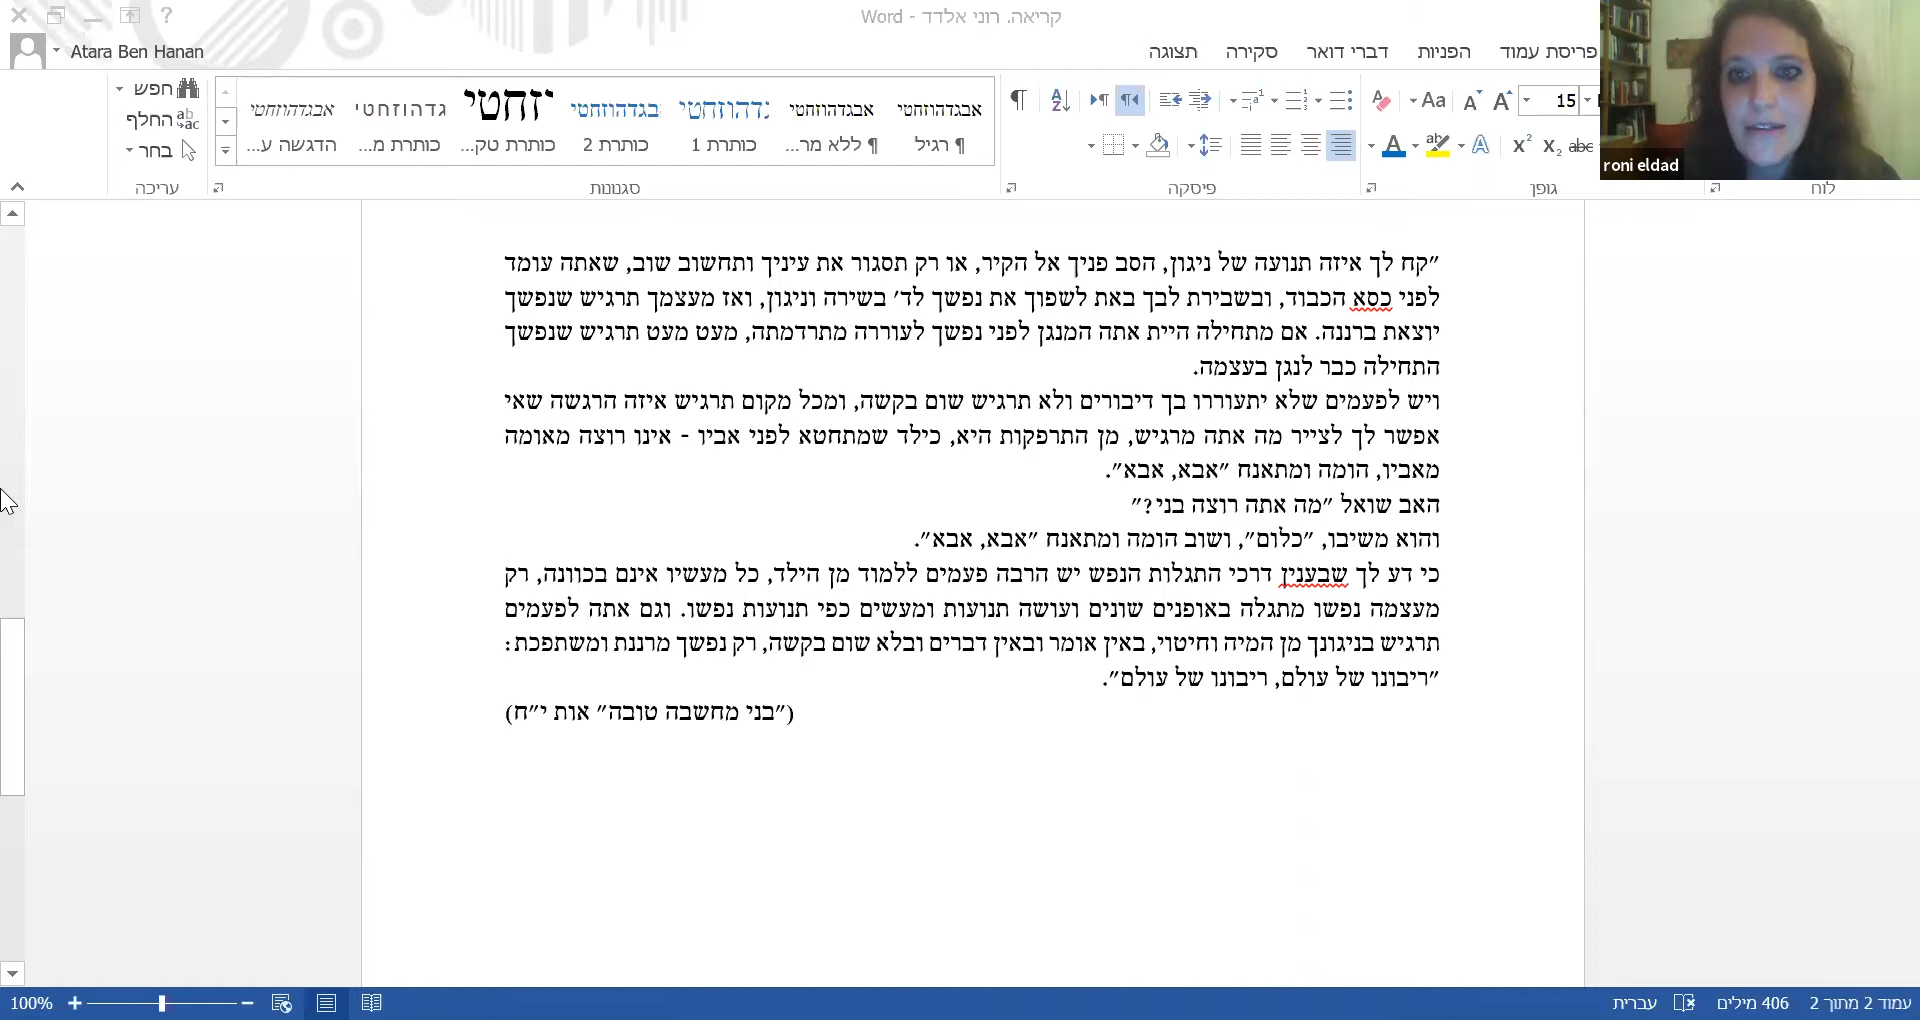 קריאה. רוני אלדד - Word
?
Atara Ben Hanan
פריסת עמוד
הפניות
דברי דואר
סקירה
תצוגה
15
Aa
abc
X₂
X²
ab
A
A
לוח
גופן
פיסקה
אבגדהוזחטי
¶ רגיל
אבגדהוזחטי
¶ ללא מר...
כותרת 1
כותרת 2
כותרת טק...
כותרת מ...
אבגדהוזחטי
הדגשה ע...
סגנונות
חפש
החלף
בחר
עריכה
roni eldad
"קח לך איזה תנועה של ניגון, הסב פניך אל הקיר, או רק תסגור את עיניך ותחשוב שוב, שאתה עומד
לפני כסא הכבוד, ובשבירת לבך באת לשפוך את נפשך לד' בשירה וניגון, ואז מעצמך תרגיש שנפשך
יוצאת ברננה. אם מתחילה היית אתה המנגן לפני נפשך לעוררה מתרדמתה, מעט מעט תרגיש שנפשך
התחילה כבר לנגן בעצמה.
ויש לפעמים שלא יתעוררו בך דיבורים ולא תרגיש שום בקשה, ומכל מקום תרגיש איזה הרגשה שאי
אפשר לך לצייר מה אתה מרגיש, מן התרפקות היא, כילד שמתחטא לפני אביו - אינו רוצה מאומה
מאביו, הומה ומתאנח "אבא, אבא".
האב שואל "מה אתה רוצה בני?"
והוא משיבו, "כלום", ושוב הומה ומתאנח "אבא, אבא".
כי דע לך שבענין דרכי התגלות הנפש יש הרבה פעמים ללמוד מן הילד, כל מעשיו אינם בכוונה, רק
מעצמה נפשו מתגלה באופנים שונים ועושה תנועות ומעשים כפי תנועות נפשו. וגם אתה לפעמים
תרגיש בניגונך מן המיה וחיטוי, באין אומר ובאין דברים ובלא שום בקשה, רק נפשך מרננת ומשתפכת:
"ריבונו של עולם, ריבונו של עולם".
("בני מחשבה טובה" אות י"ח)
עמוד 2 מתוך 2
406 מילים
עברית
100%